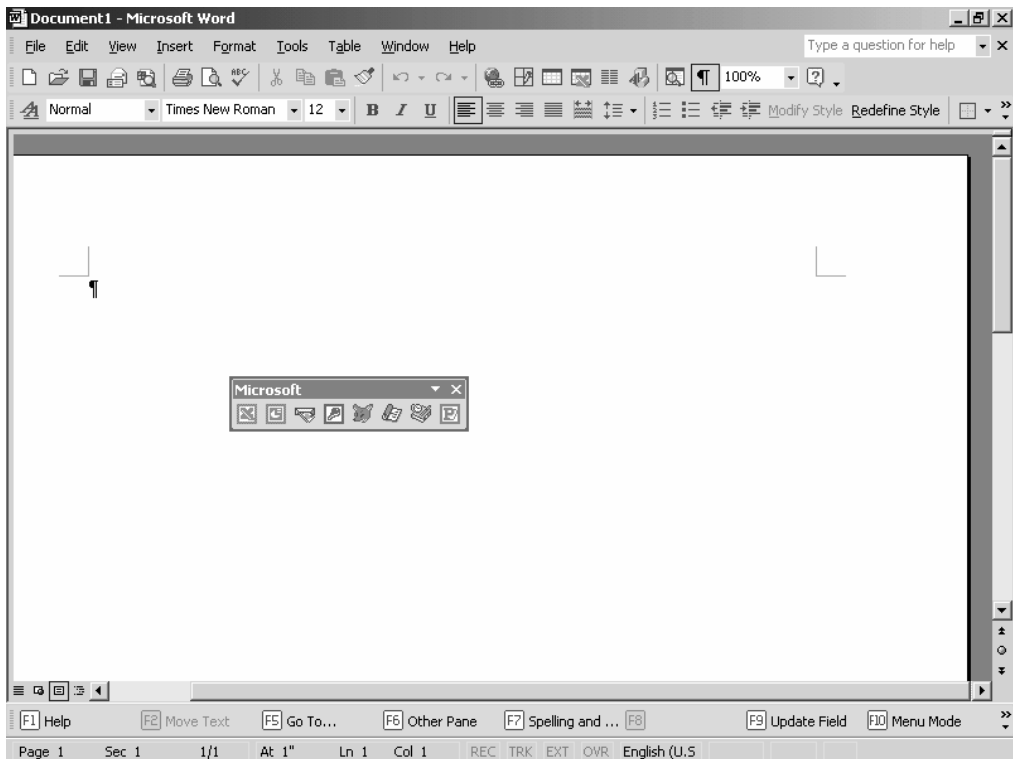 Document1 - Microsoft Word
File Edit View Insert Format Tools Table Window Help Type a question for help
100%
Normal Times New Roman 12 B I U Modify Style Redefine Style
¶
Microsoft
F1 Help F2 Move Text F5 Go To... F6 Other Pane F7 Spelling and ... F8 F9 Update Field F10 Menu Mode
Page 1 Sec 1 1/1 At 1" Ln 1 Col 1 REC TRK EXT OVR English (U.S